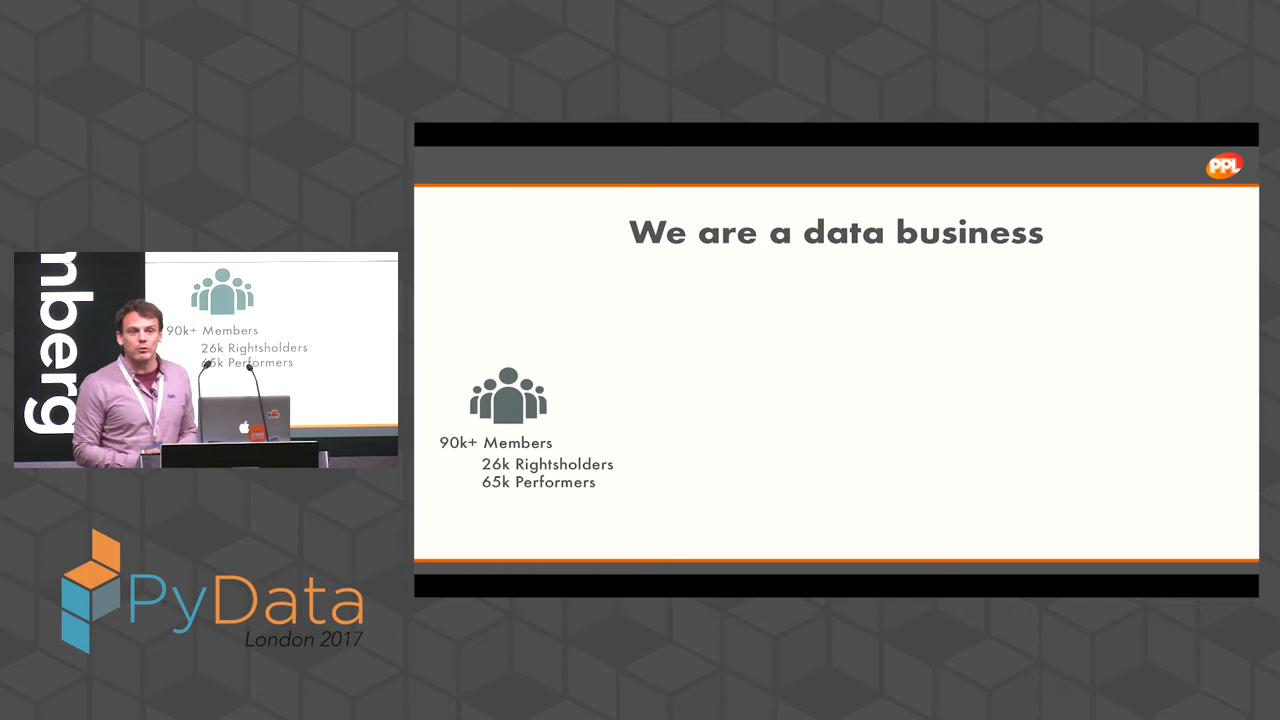 PPL
We are a data business
90k+ Members
26k Rightsholders
65k Performers
nberg
90k+ Members
26k Rightsholders
65k Performers
PyData
London 2017